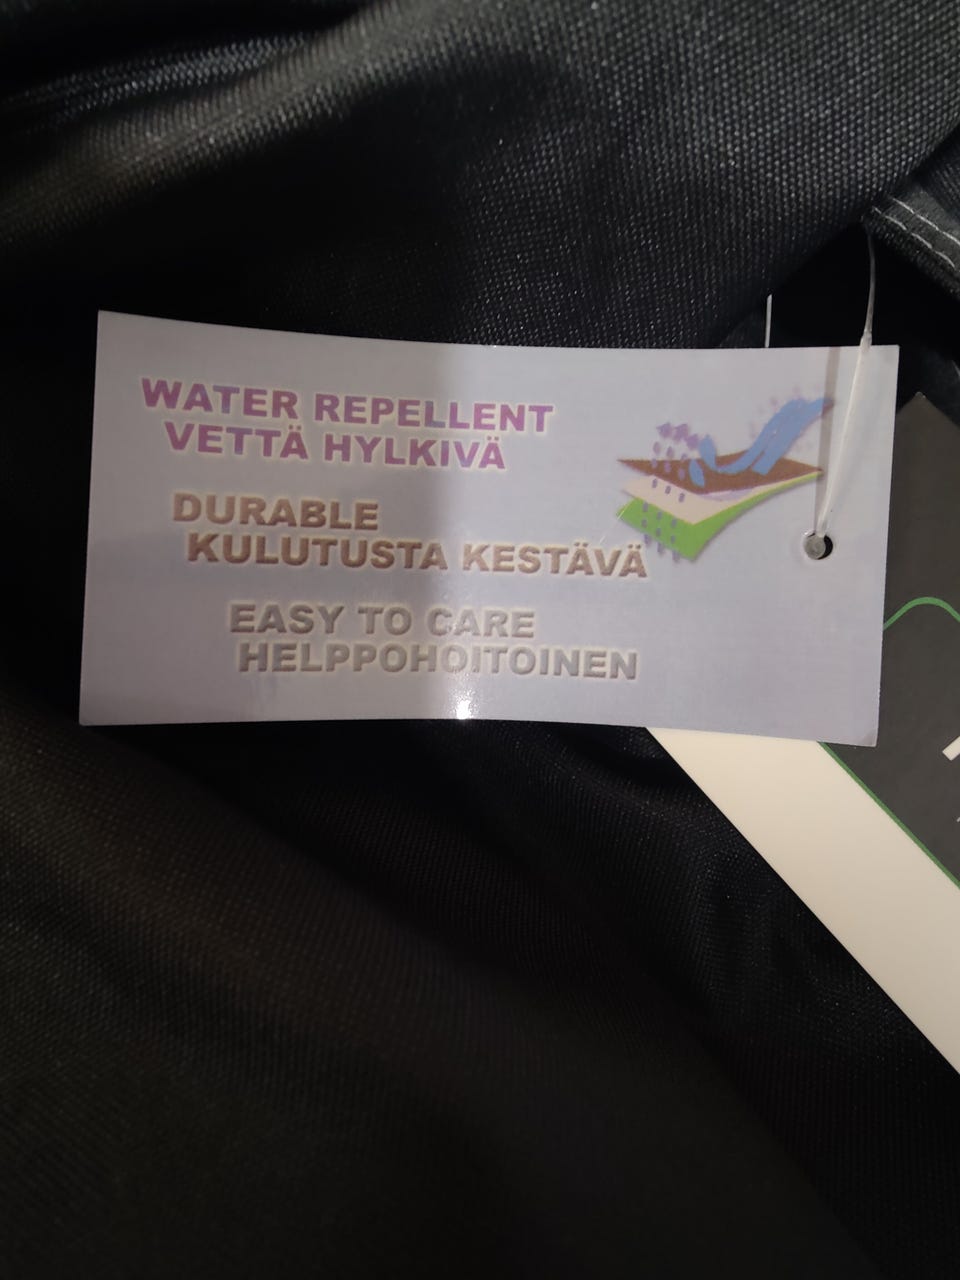 WATER REPELLENT
VETTÄ HYLKIVÄ
DURABLE
KULUTUSTA KESTÄVÄ
EASY TO CARE
HELPPOHOITOINEN